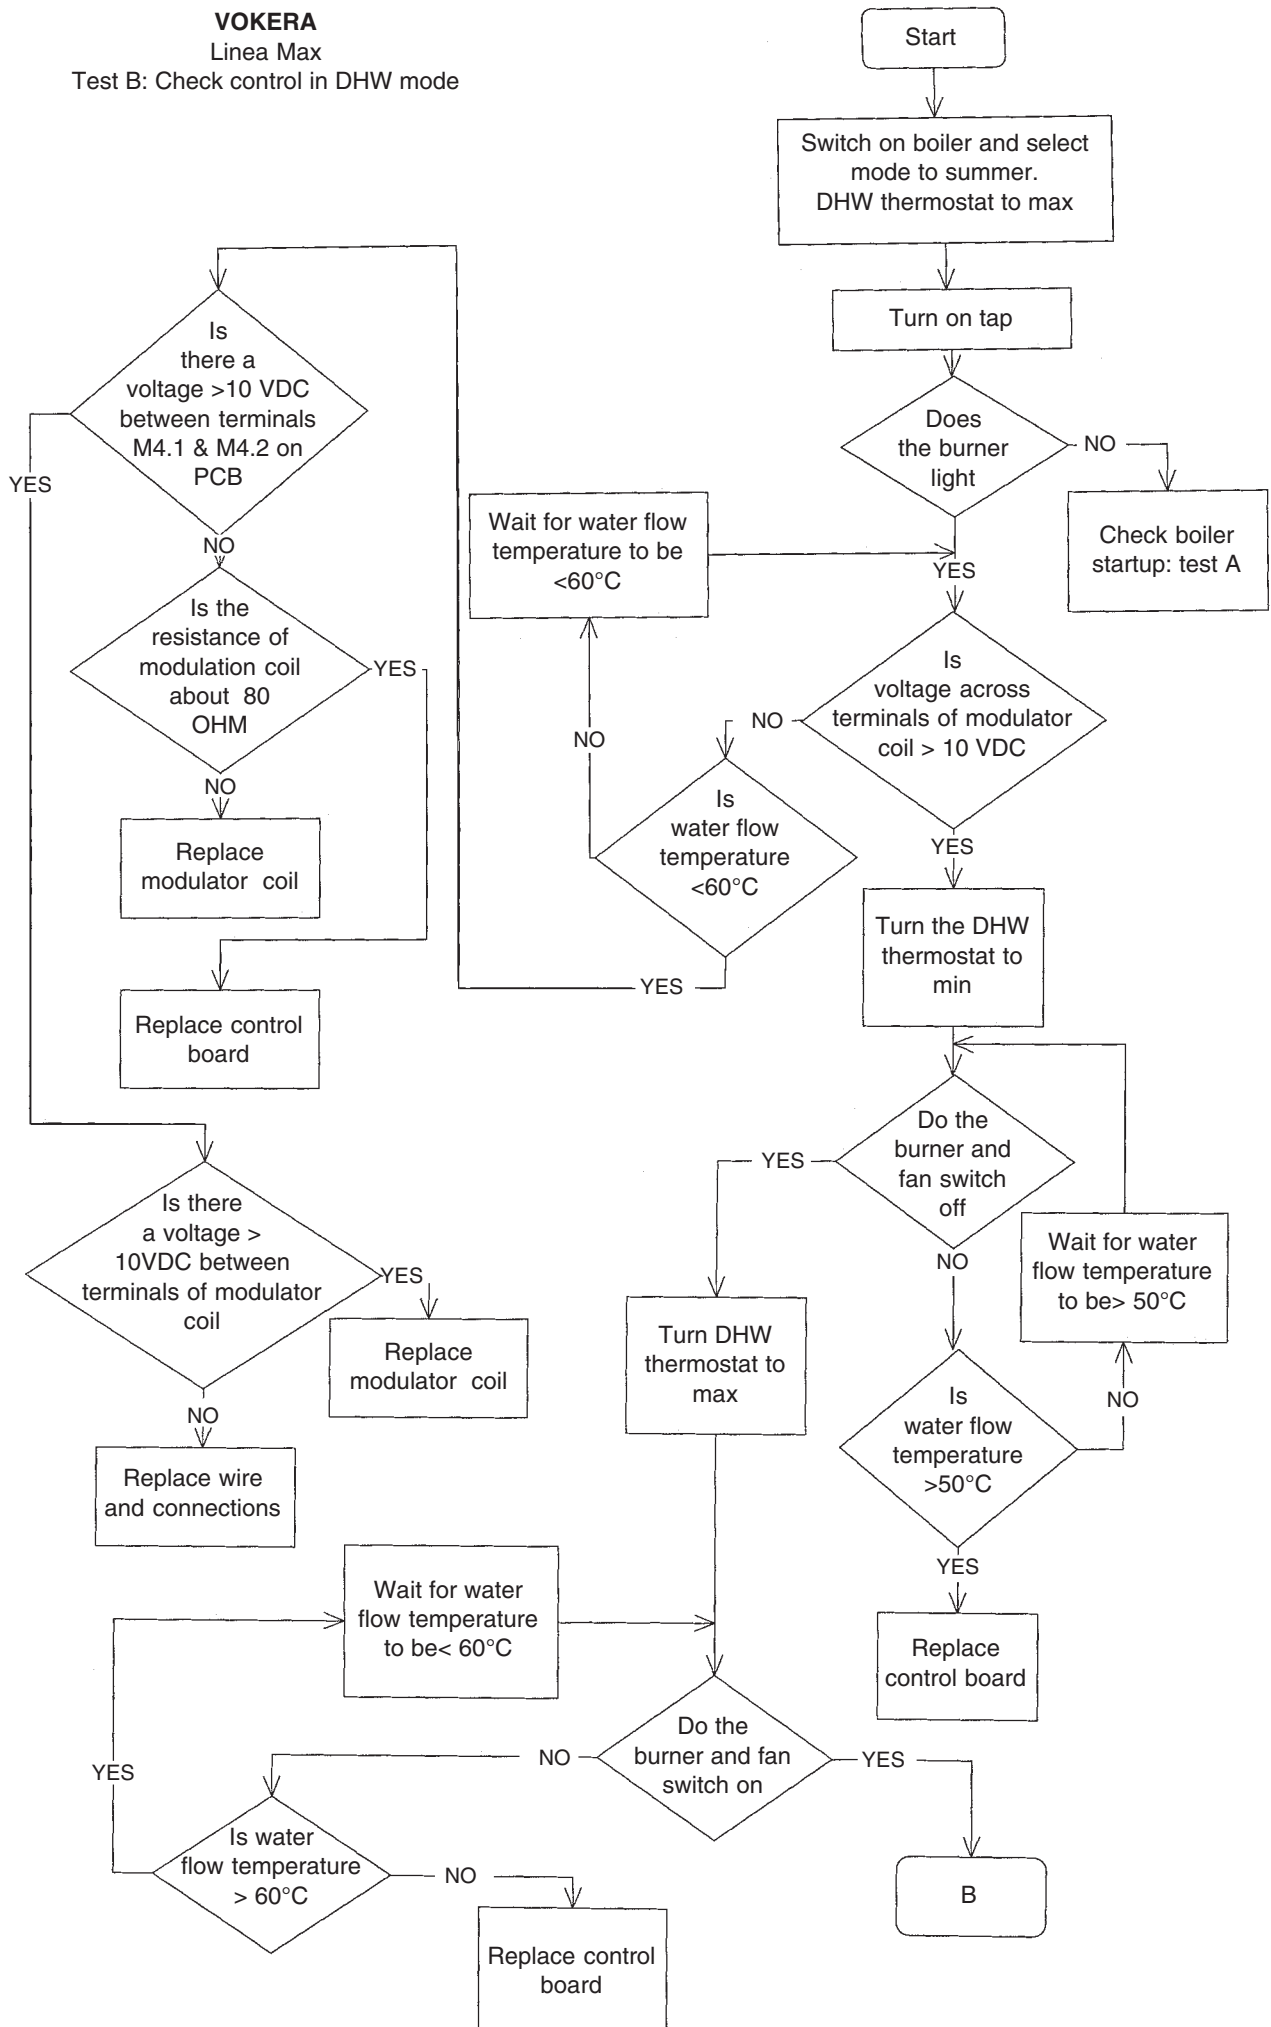 VOKERA
Linea Max
Test B: Check control in DHW mode
Start
Switch on boiler and select
mode to summer.
DHW thermostat to max
Turn on tap
Does
the burner
light
NO
Check boiler
startup: test A
YES
Wait for water flow
temperature to be
<60°C
Is
voltage across
terminals of modulator
coil > 10 VDC
NO
NO
Is
water flow
temperature
<60°C
YES
YES
Is
there a
voltage >10 VDC
between terminals
M4.1 & M4.2 on
PCB
YES
NO
Is the
resistance of
modulation coil
about 80
OHM
YES
NO
Replace
modulator coil
Replace control
board
Is there
a voltage >
10VDC between
terminals of modulator
coil
YES
Replace
modulator coil
NO
Replace wire
and connections
Turn the DHW
thermostat to
min
Do the
burner and
fan switch
off
YES
NO
Wait for water
flow temperature
to be> 50°C
NO
Is
water flow
temperature
>50°C
YES
Replace
control board
Turn DHW
thermostat to
max
Wait for water
flow temperature
to be< 60°C
Do the
burner and fan
switch on
NO
YES
YES
Is water
flow temperature
> 60°C
NO
Replace control
board
B